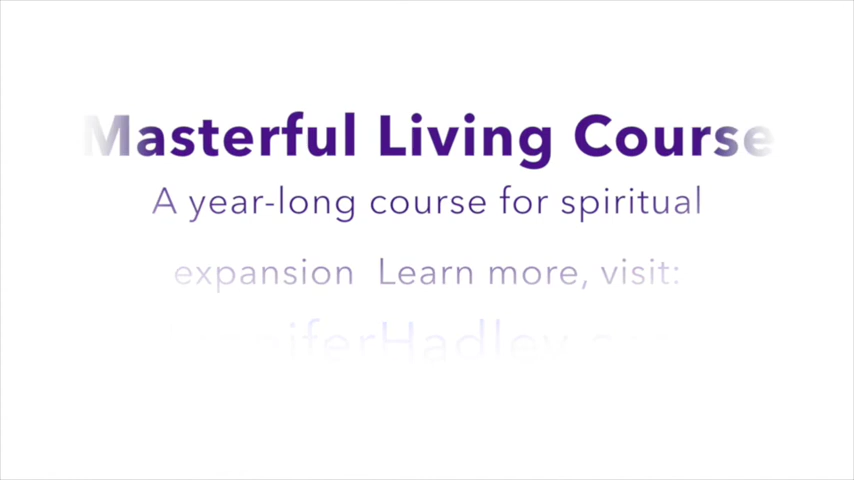 Masterful Living Course
A year-long course for spiritual
expansion Learn more, visit: